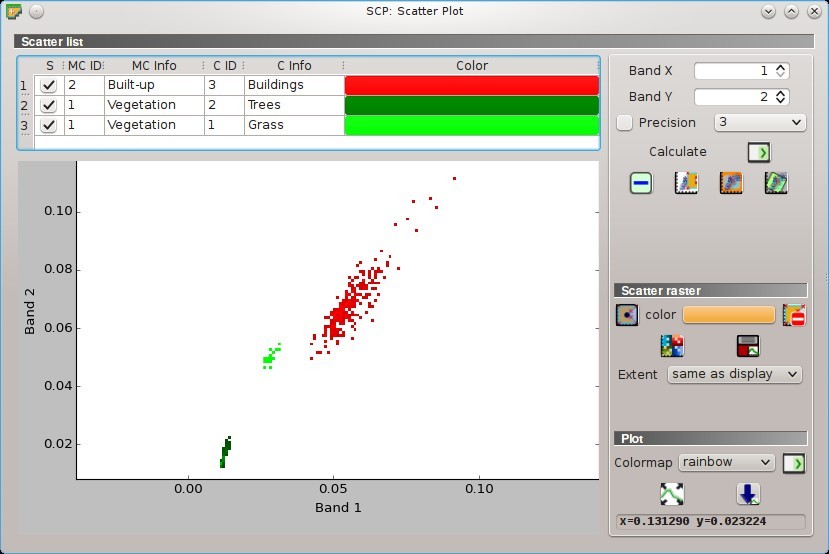 SCP: Scatter Plot
Scatter list
S MC ID MC Info C ID C Info Color
1 2 Built-up 3 Buildings
2 1 Vegetation 2 Trees
3 1 Vegetation 1 Grass
Band X 1
Band Y 2
Precision 3
Calculate
Scatter raster
color
Extent same as display
Plot
Colormap rainbow
x=0.131290 y=0.023224
Band 2
0.10
0.08
0.06
0.04
0.02
0.00 0.05 0.10
Band 1